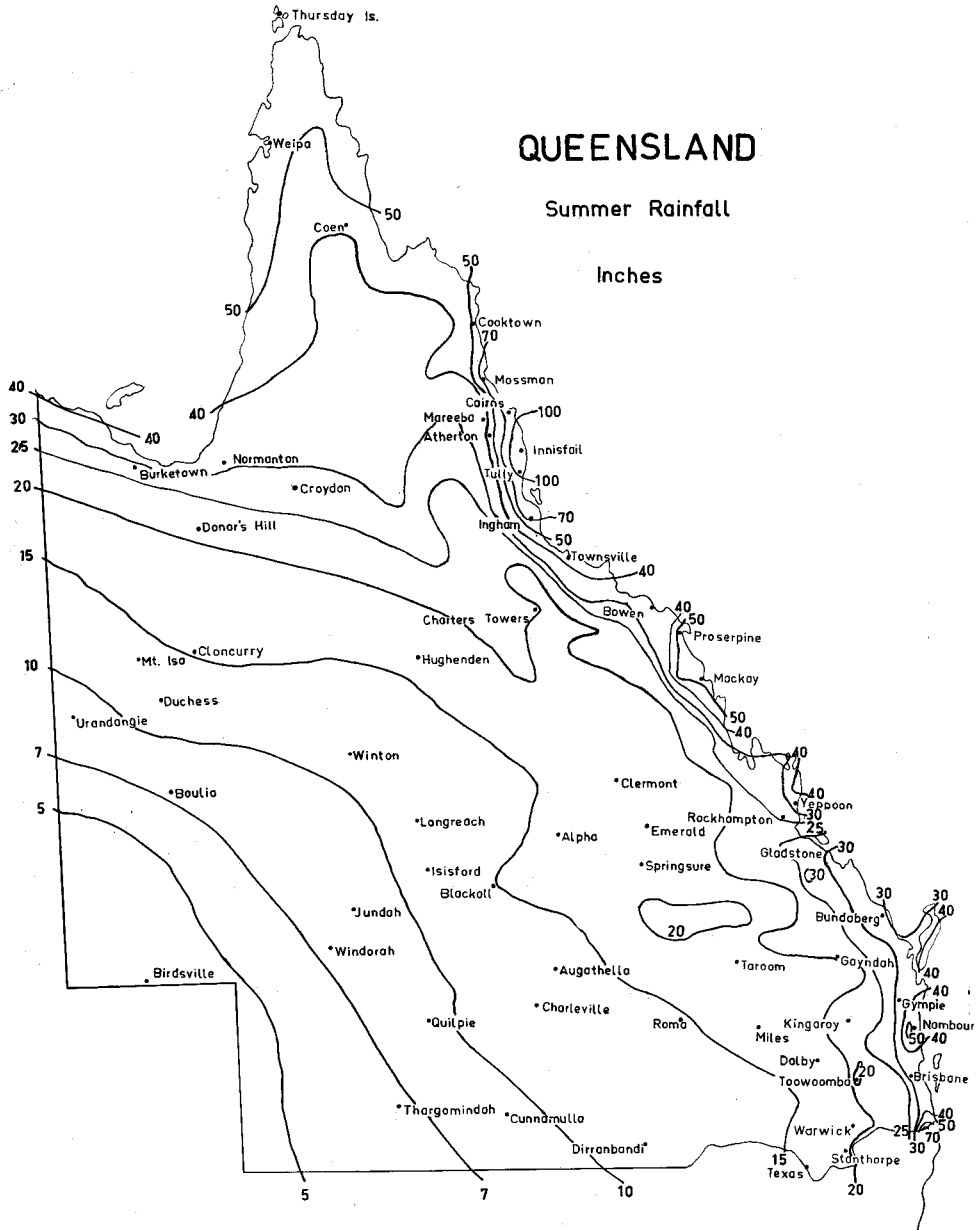 Thursday Is.
QUEENSLAND
Summer Rainfall
Inches
Weipa
50
Coen
50
50
Cooktown
70
Mossman
40
40
Cairns
100
Mareeba
30
40
Atherton
25
Innisfail
Normanton
Burketown
Tully
100
20
Croydon
70
Donor's Hill
Ingham
50
15
Townsville
40
Charters Towers
Bowen
40
50
Proserpine
Cloncurry
Mt. Isa
Hughenden
10
Mackay
Duchess
Urandangie
50
40
7
Winton
40
Boulia
Clermont
40
5
Yeppoon
Longreach
Rockhampton
30
Alpha
Emerald
25
Gladstone
30
Isisford
Springsure
30
Blackall
30
30
Jundah
Bundaberg
40
20
Windorah
Gayndah
Birdsville
Augathella
Taroom
40
40
Charleville
Gympie
Quilpie
Roma
Kingaroy
Nambour
Miles
50
40
Dalby
20
Toowoomba
Brisbane
Thargomindah
Cunnamulla
40
Warwick
25
50
Dirranbandi
70
30
15
Stanthorpe
Texas
5
7
10
20